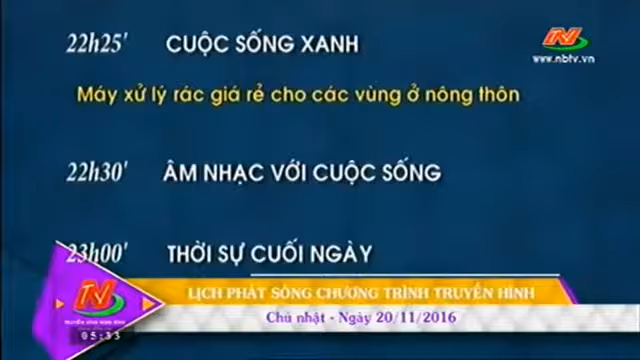 22h25' CUỘC SỐNG XANH
www.nbtv.vn
Máy xử lý rác giá rẻ cho các vùng ở nông thôn
22h30' ÂM NHẠC VỚI CUỘC SỐNG
23h00' THỜI SỰ CUỐI NGÀY
LỊCH PHÁT SÓNG CHƯƠNG TRÌNH TRUYỀN HÌNH
Chủ nhật - Ngày 20/11/2016
05:33